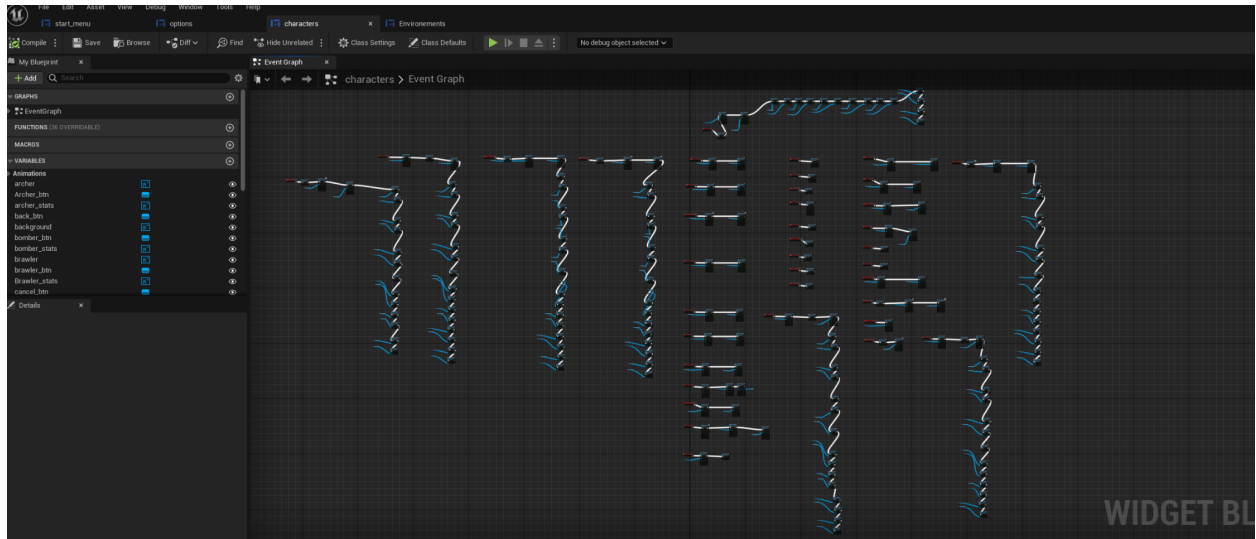 File Edit Asset View Debug Window Tools Help
start_menu options characters × Environements
Compile Save Browse Diff Find Hide Unrelated Class Settings Class Defaults No debug object selected
My Blueprint × Event Graph ×
+ Add Search characters > Event Graph
GRAPHS
EventGraph
FUNCTIONS (36 OVERRIDABLE)
MACROS
VARIABLES
Animations
archer
Archer_btn
archer_stats
back_btn
background
bomber_btn
bomber_stats
brawler
brawler_btn
Brawler_stats
cancel_btn
Details ×
WIDGET BL